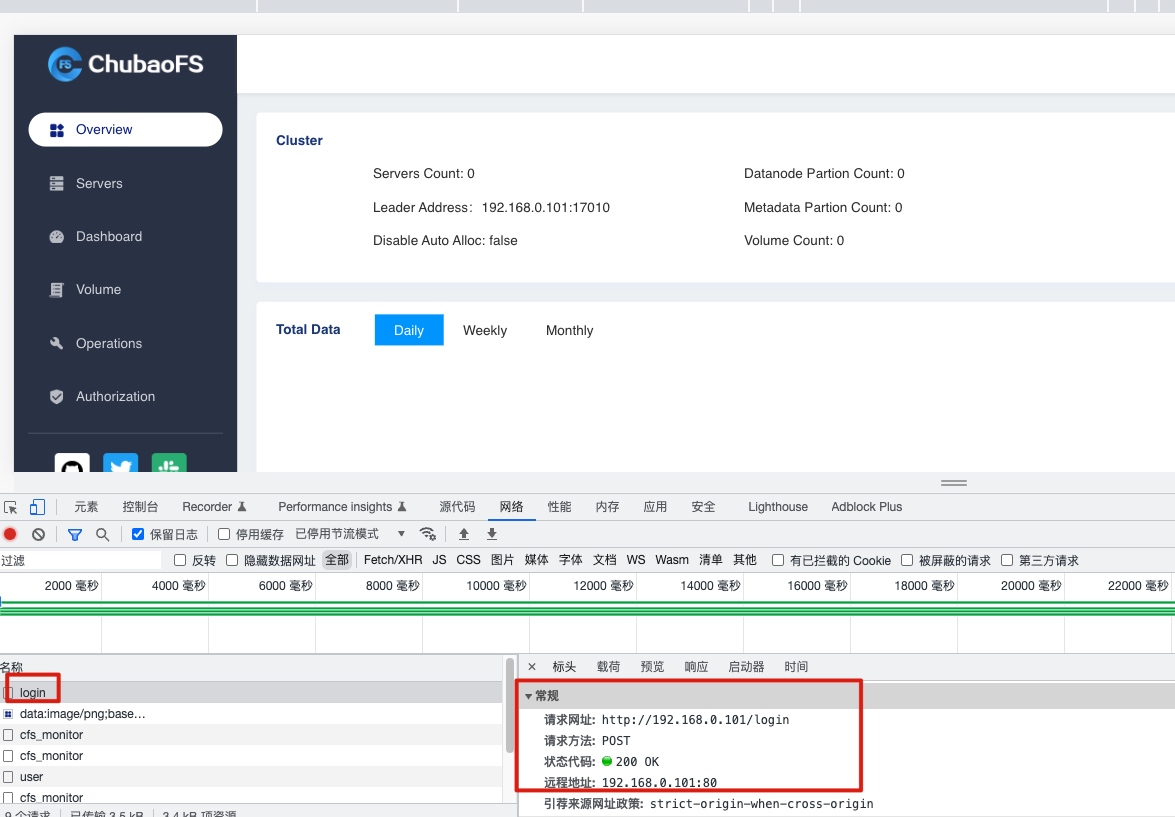 FS ChubaoFS
Overview
Servers
Dashboard
Volume
Operations
Authorization
Cluster
Servers Count: 0
Datanode Partion Count: 0
Leader Address： 192.168.0.101:17010
Metadata Partion Count: 0
Disable Auto Alloc: false
Volume Count: 0
Total Data Daily Weekly Monthly
元素 控制台 Recorder Performance insights 源代码 网络 性能 内存 应用 安全 Lighthouse Adblock Plus
保留日志 停用缓存 已停用节流模式
过滤 反转 隐藏数据网址 全部 Fetch/XHR JS CSS 图片 媒体 字体 文档 WS Wasm 清单 其他 有已拦截的 Cookie 被屏蔽的请求 第三方请求
2000 毫秒 4000 毫秒 6000 毫秒 8000 毫秒 10000 毫秒 12000 毫秒 14000 毫秒 16000 毫秒 18000 毫秒 20000 毫秒 22000 毫秒
名称
login
data:image/png;base…
cfs_monitor
cfs_monitor
user
cfs_monitor
9 个请求 已传输 3.5 kB 3.4 kB 项资源
× 标头 载荷 预览 响应 启动器 时间
常规
请求网址: http://192.168.0.101/login
请求方法: POST
状态代码: 200 OK
远程地址: 192.168.0.101:80
引荐来源网址政策: strict-origin-when-cross-origin